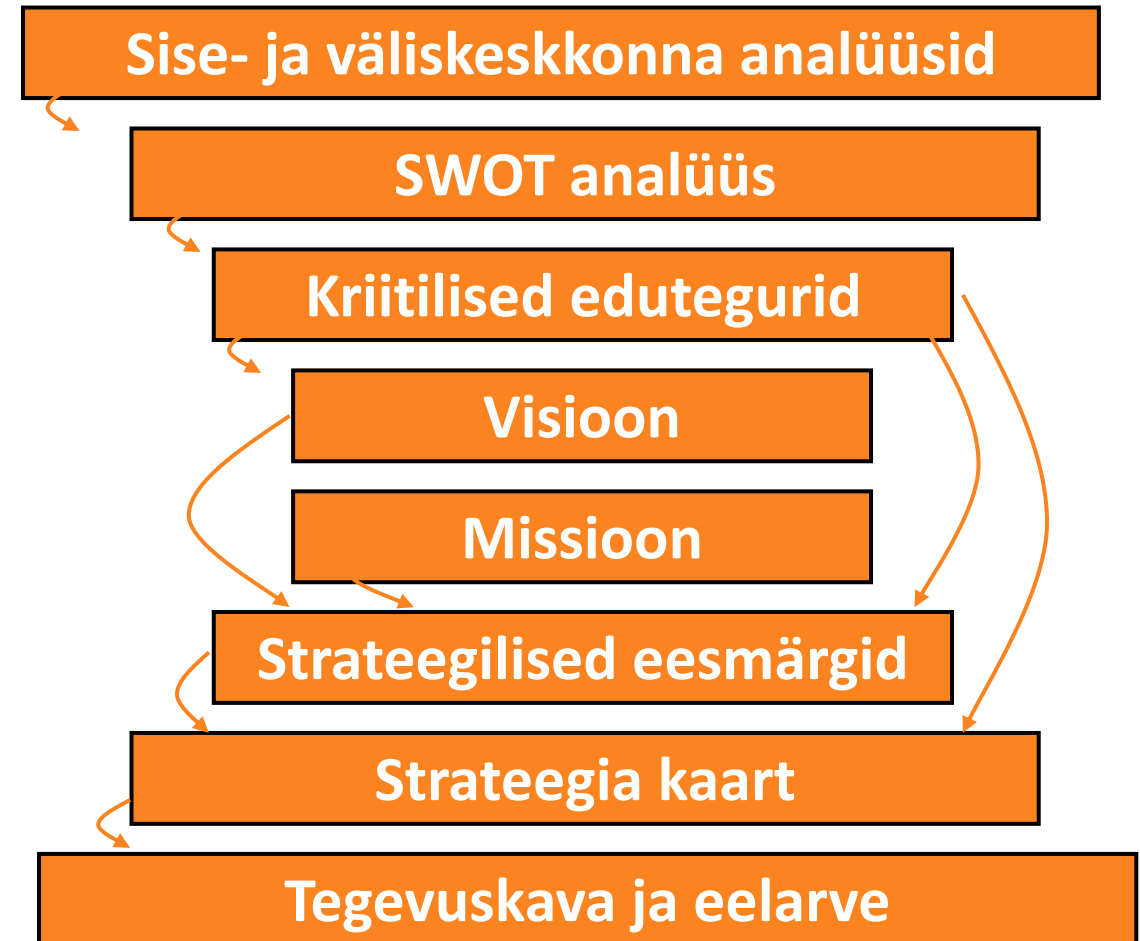 Sise- ja väliskeskkonna analüüsid
SWOT analüüs
Kriitilised edutegurid
Visioon
Missioon
Strateegilised eesmärgid
Strateegia kaart
Tegevuskava ja eelarve